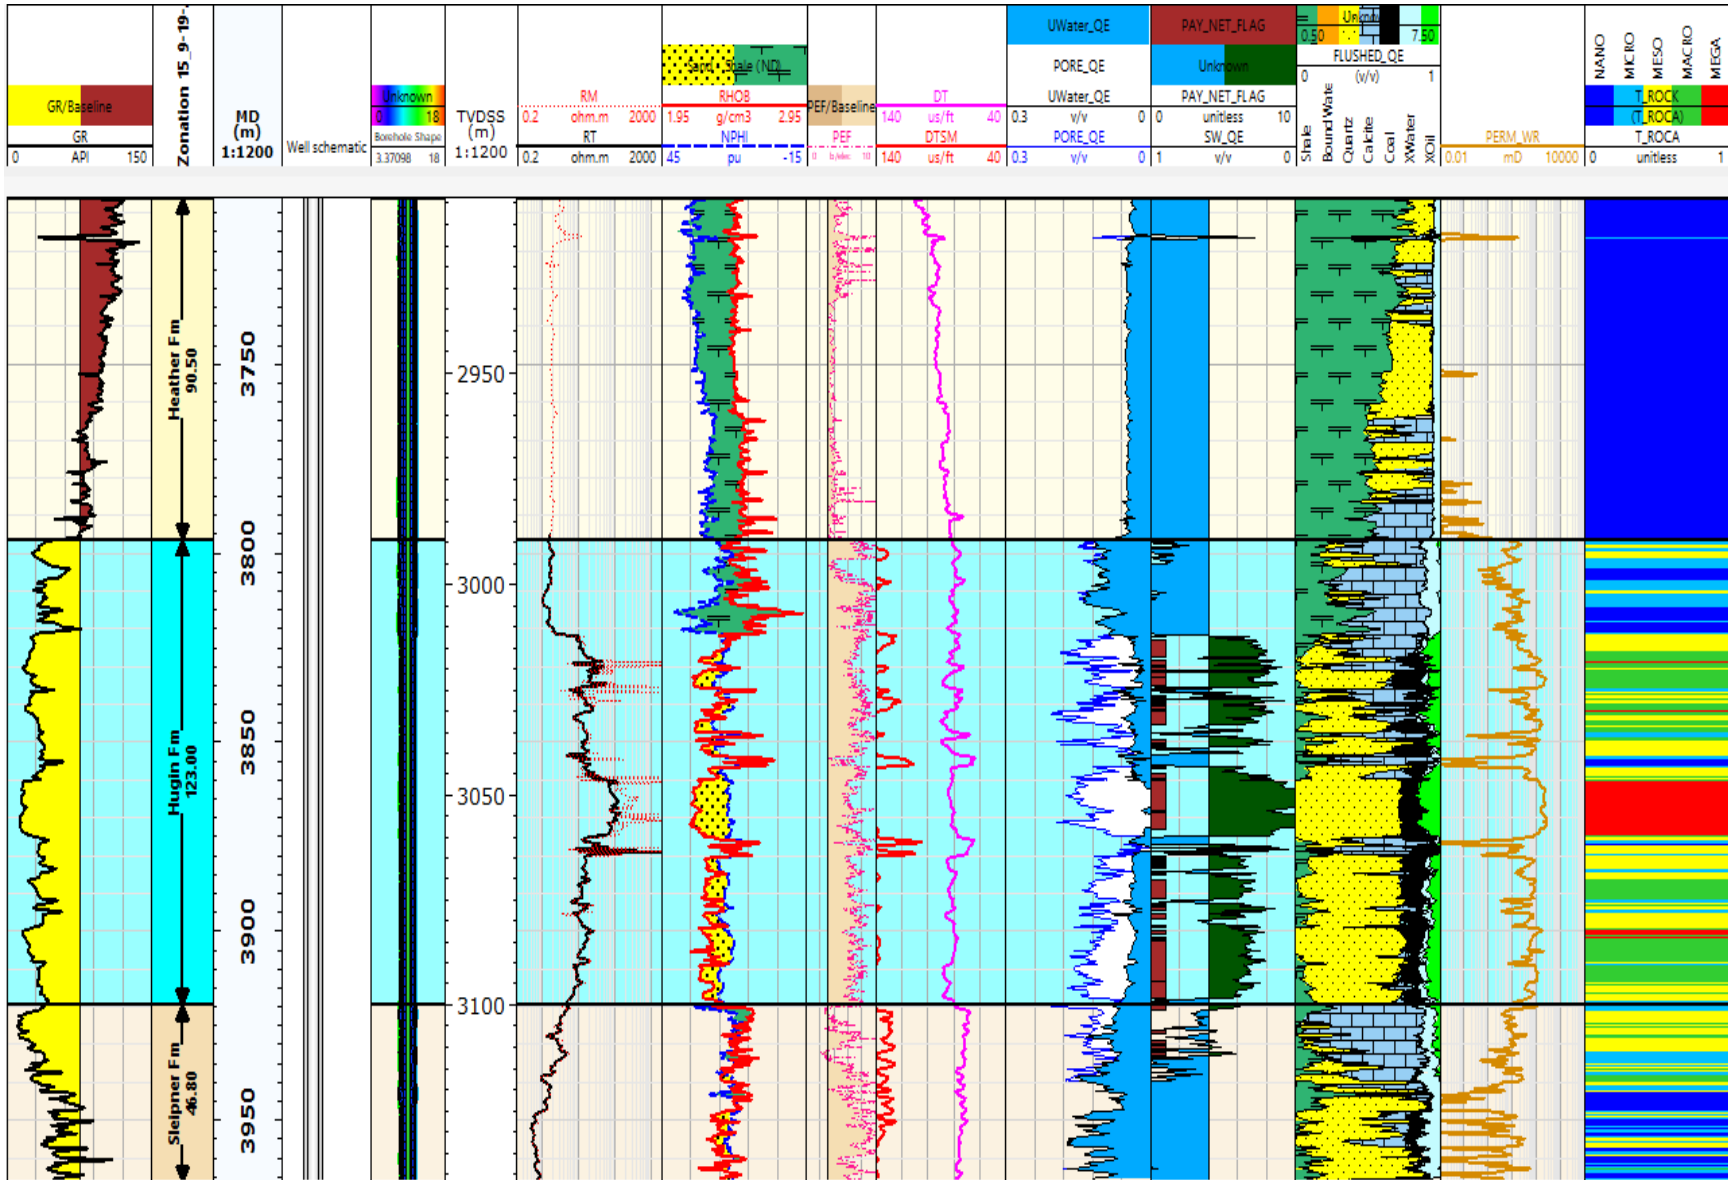 GR/Baseline
GR
0 API 150
Zonation 15_9-19-
MD
(m)
1:1200
Well schematic
Unknown
0 18
Borehole Shape
3.37098 18
TVDSS
(m)
1:1200
RM
0.2 ohm.m 2000
RT
0.2 ohm.m 2000
Sand Shale (ND)
RHOB
1.95 g/cm3 2.95
NPHI
45 pu -15
PEF/Baseline
PEF
0 10
DT
140 us/ft 40
DTSM
140 us/ft 40
UWater_QE
PORE_QE
UWater_QE
0.3 v/v 0
PORE_QE
0.3 v/v 0
PAY_NET_FLAG
Unknown
PAY_NET_FLAG
0 unitless 10
SW_QE
1 v/v 0
0.50 7.50
FLUSHED_QE
0 (v/v) 1
Shale
Bound Wate
Quartz
Calcite
Coal
XWater
XOil
PERM_WR
0.01 mD 10000
NANO
MICRO
MESO
MACRO
MEGA
T_ROCK
(T_ROCA)
T_ROCA
0 unitless 1
Heather Fm
90.50
Hugin Fm
123.00
Sleipner Fm
46.80
3750
3800
3850
3900
3950
2950
3000
3050
3100